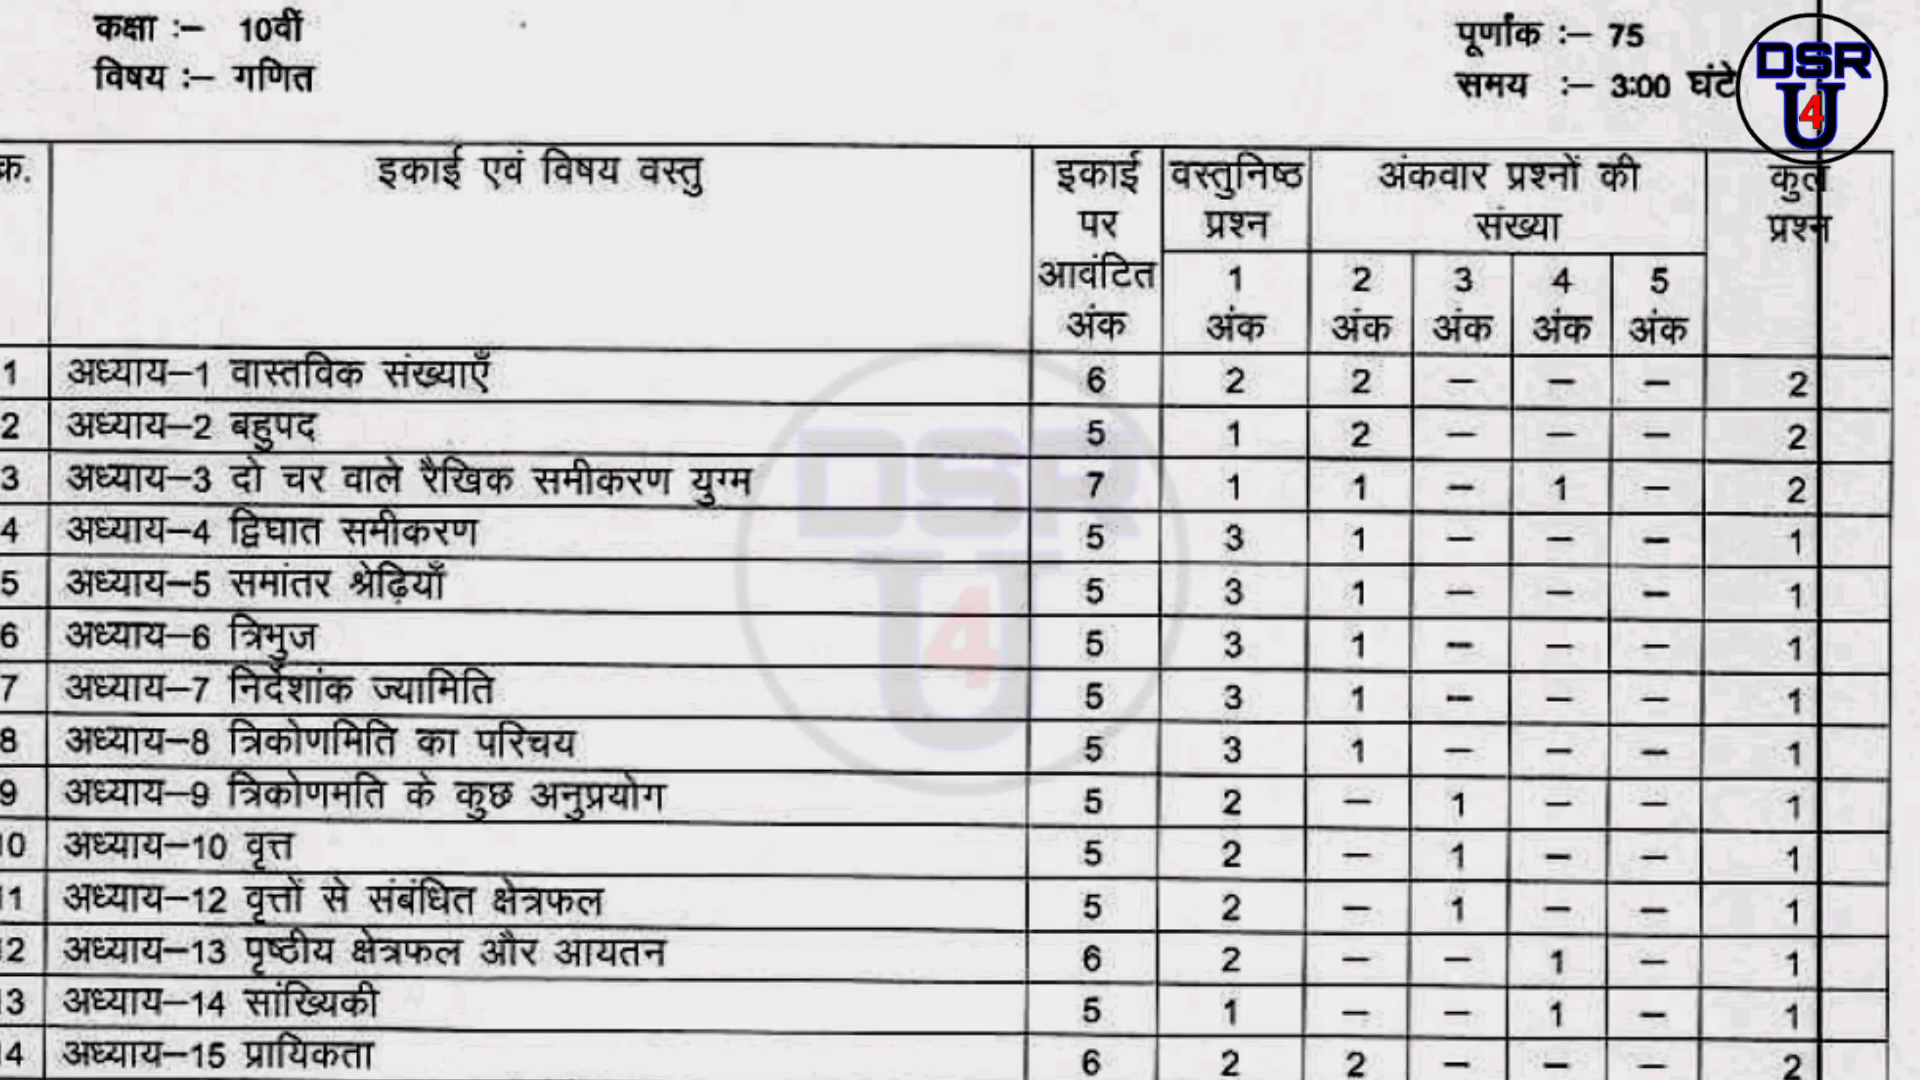 कक्षा :– 10वीं
पूर्णांक :– 75
विषय :– गणित
समय :– 3:00 घंटे
DSR
U
4
क्र. इकाई एवं विषय वस्तु इकाई पर आवंटित अंक वस्तुनिष्ठ प्रश्न अंकवार प्रश्नों की संख्या कुल प्रश्न
1 अंक 2 अंक 3 अंक 4 अंक 5 अंक
1 अध्याय–1 वास्तविक संख्याएँ 6 2 2 – – – 2
2 अध्याय–2 बहुपद 5 1 2 – – – 2
3 अध्याय–3 दो चर वाले रैखिक समीकरण युग्म 7 1 1 – 1 – 2
4 अध्याय–4 द्विघात समीकरण 5 3 1 – – – 1
5 अध्याय–5 समांतर श्रेढ़ियाँ 5 3 1 – – – 1
6 अध्याय–6 त्रिभुज 5 3 1 – – – 1
7 अध्याय–7 निर्देशांक ज्यामिति 5 3 1 – – – 1
8 अध्याय–8 त्रिकोणमिति का परिचय 5 3 1 – – – 1
9 अध्याय–9 त्रिकोणमति के कुछ अनुप्रयोग 5 2 – 1 – – 1
10 अध्याय–10 वृत्त 5 2 – 1 – – 1
11 अध्याय–12 वृत्तों से संबंधित क्षेत्रफल 5 2 – 1 – – 1
12 अध्याय–13 पृष्ठीय क्षेत्रफल और आयतन 6 2 – – 1 – 1
13 अध्याय–14 सांख्यिकी 5 1 – – 1 – 1
14 अध्याय–15 प्रायिकता 6 2 2 – – – 2
DSR
U
4